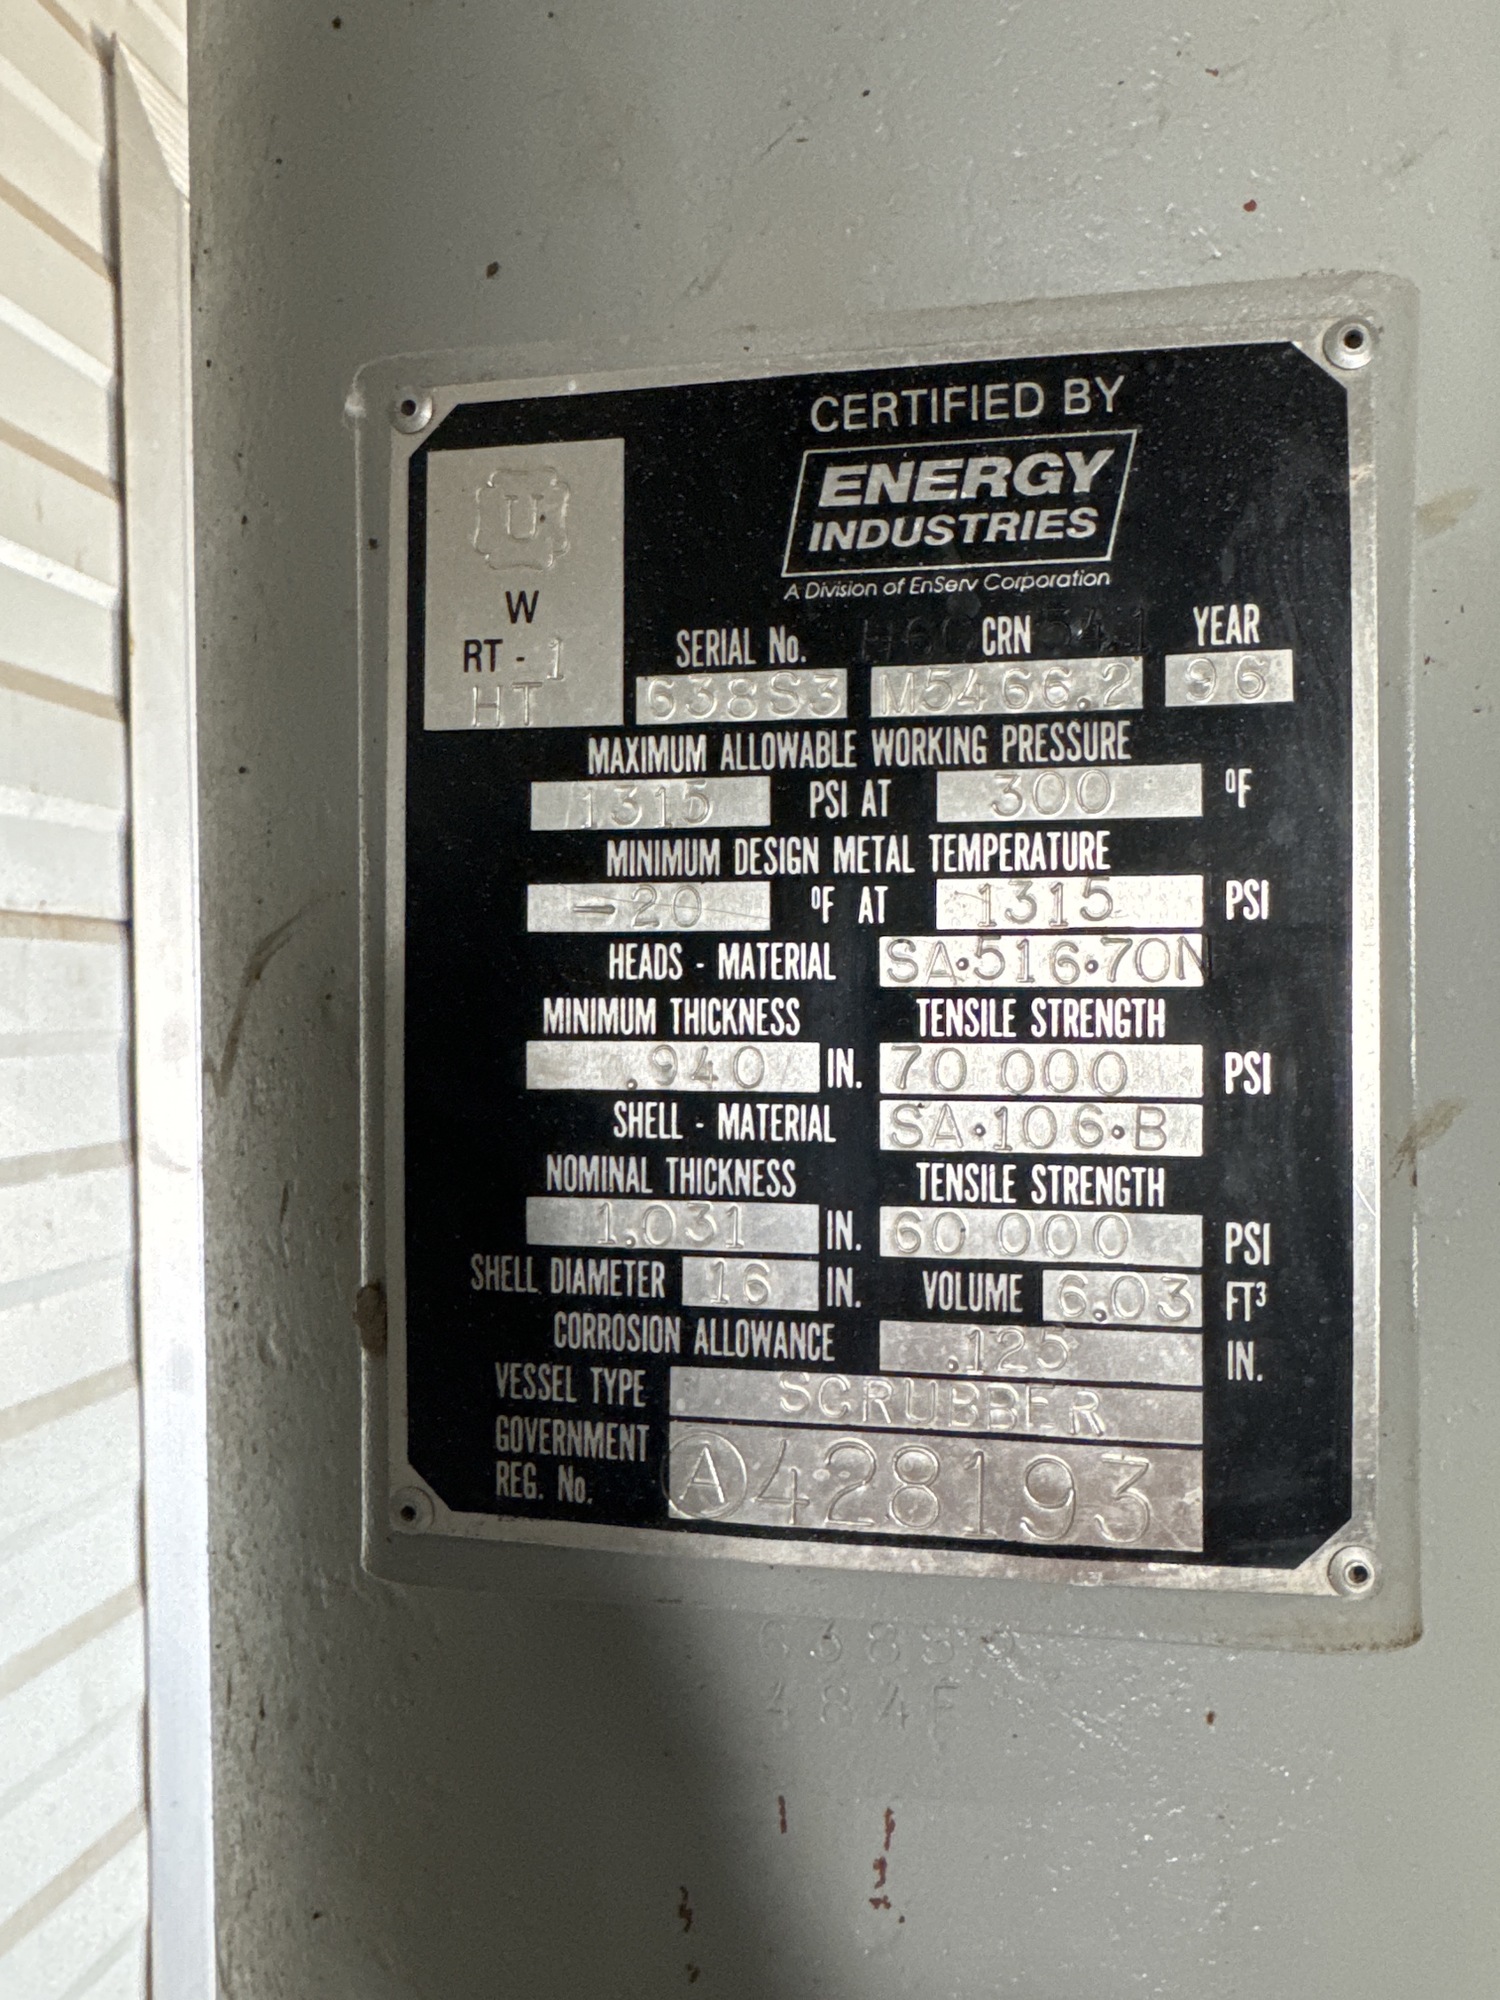 CERTIFIED BY
ENERGY
INDUSTRIES
A Division of EnServ Corporation
U
W
RT - 1
HT
SERIAL No. CRN YEAR
638S3 M5466.2 96
MAXIMUM ALLOWABLE WORKING PRESSURE
1315 PSI AT 300 ºF
MINIMUM DESIGN METAL TEMPERATURE
-20 ºF AT 1315 PSI
HEADS - MATERIAL SA·516·70N
MINIMUM THICKNESS TENSILE STRENGTH
.940 IN. 70 000 PSI
SHELL - MATERIAL SA·106·B
NOMINAL THICKNESS TENSILE STRENGTH
1.031 IN. 60 000 PSI
SHELL DIAMETER 16 IN. VOLUME 6.03 FT³
CORROSION ALLOWANCE .125 IN.
VESSEL TYPE SCRUBBER
GOVERNMENT
REG. No. Ⓐ428193